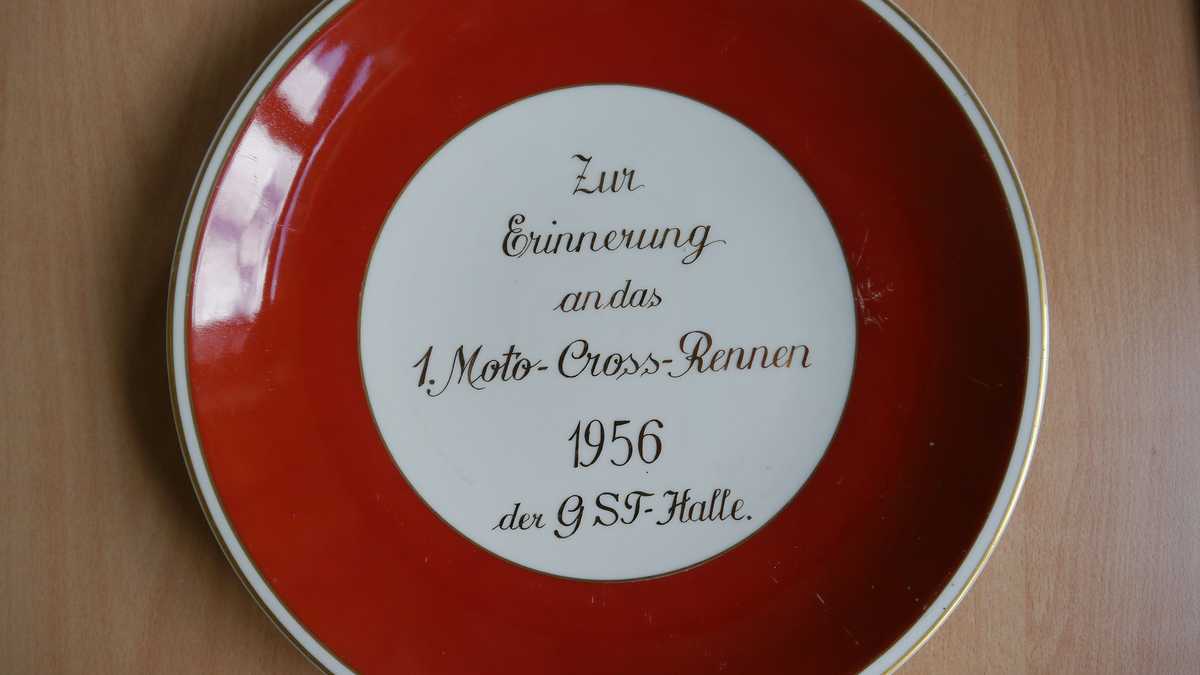 Zur
Erinnerung
an das
1. Moto-Cross-Rennen
1956
der GST-Halle.